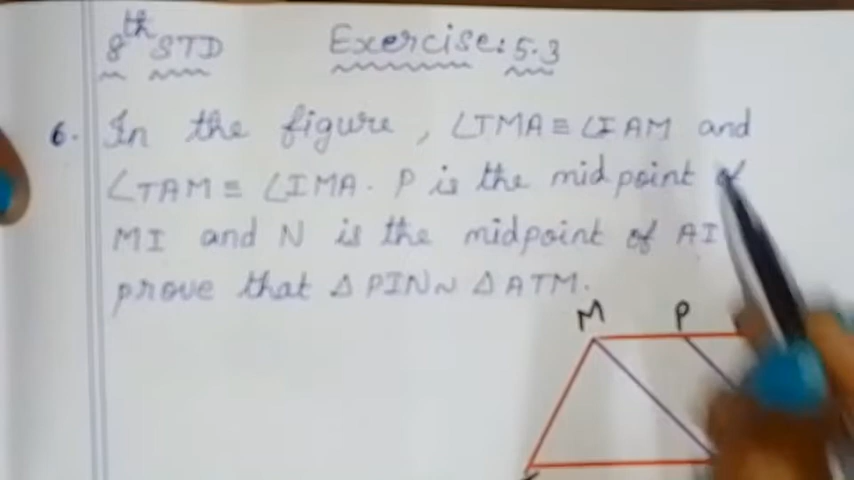 8th STD Exercise: 5.3
6. In the figure, ∠TMA ≡ ∠IAM and
∠TAM ≡ ∠IMA. P is the midpoint of
MI and N is the midpoint of AI
prove that Δ PIN ~ Δ ATM.
M P